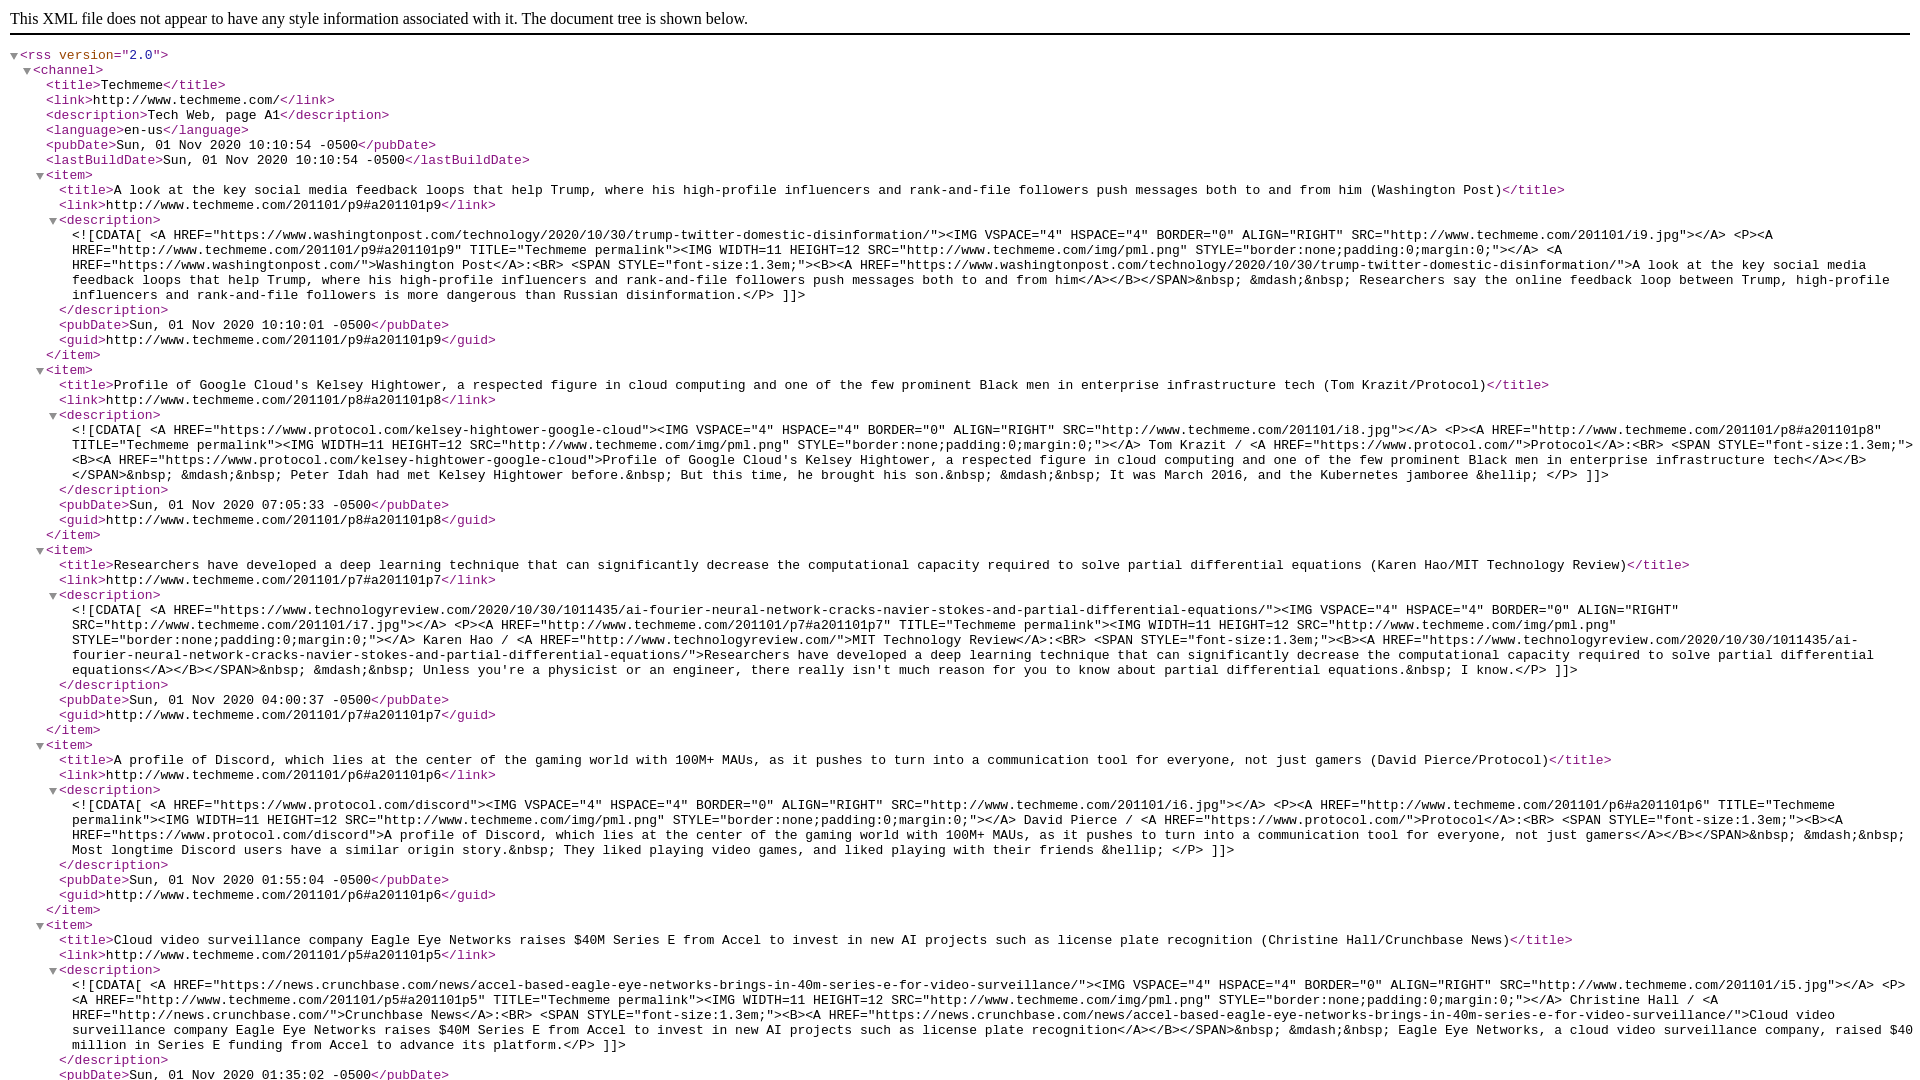 This XML file does not appear to have any style information associated with it. The document tree is shown below.
<rss version="2.0">
<channel>
<title>Techmeme</title>
<link>http://www.techmeme.com/</link>
<description>Tech Web, page A1</description>
<language>en-us</language>
<pubDate>Sun, 01 Nov 2020 10:10:54 -0500</pubDate>
<lastBuildDate>Sun, 01 Nov 2020 10:10:54 -0500</lastBuildDate>
<item>
<title>A look at the key social media feedback loops that help Trump, where his high-profile influencers and rank-and-file followers push messages both to and from him (Washington Post)</title>
<link>http://www.techmeme.com/201101/p9#a201101p9</link>
<description>
<![CDATA[ <A HREF="https://www.washingtonpost.com/technology/2020/10/30/trump-twitter-domestic-disinformation/"><IMG VSPACE="4" HSPACE="4" BORDER="0" ALIGN="RIGHT" SRC="http://www.techmeme.com/201101/i9.jpg"></A> <P><A
HREF="http://www.techmeme.com/201101/p9#a201101p9" TITLE="Techmeme permalink"><IMG WIDTH=11 HEIGHT=12 SRC="http://www.techmeme.com/img/pml.png" STYLE="border:none;padding:0;margin:0;"></A> <A
HREF="https://www.washingtonpost.com/">Washington Post</A>:<BR> <SPAN STYLE="font-size:1.3em;"><B><A HREF="https://www.washingtonpost.com/technology/2020/10/30/trump-twitter-domestic-disinformation/">A look at the key social media
feedback loops that help Trump, where his high-profile influencers and rank-and-file followers push messages both to and from him</A></B></SPAN>&nbsp; &mdash;&nbsp; Researchers say the online feedback loop between Trump, high-profile
influencers and rank-and-file followers is more dangerous than Russian disinformation.</P> ]]>
</description>
<pubDate>Sun, 01 Nov 2020 10:10:01 -0500</pubDate>
<guid>http://www.techmeme.com/201101/p9#a201101p9</guid>
</item>
<item>
<title>Profile of Google Cloud's Kelsey Hightower, a respected figure in cloud computing and one of the few prominent Black men in enterprise infrastructure tech (Tom Krazit/Protocol)</title>
<link>http://www.techmeme.com/201101/p8#a201101p8</link>
<description>
<![CDATA[ <A HREF="https://www.protocol.com/kelsey-hightower-google-cloud"><IMG VSPACE="4" HSPACE="4" BORDER="0" ALIGN="RIGHT" SRC="http://www.techmeme.com/201101/i8.jpg"></A> <P><A HREF="http://www.techmeme.com/201101/p8#a201101p8"
TITLE="Techmeme permalink"><IMG WIDTH=11 HEIGHT=12 SRC="http://www.techmeme.com/img/pml.png" STYLE="border:none;padding:0;margin:0;"></A> Tom Krazit / <A HREF="https://www.protocol.com/">Protocol</A>:<BR> <SPAN STYLE="font-size:1.3em;">
<B><A HREF="https://www.protocol.com/kelsey-hightower-google-cloud">Profile of Google Cloud's Kelsey Hightower, a respected figure in cloud computing and one of the few prominent Black men in enterprise infrastructure tech</A></B>
</SPAN>&nbsp; &mdash;&nbsp; Peter Idah had met Kelsey Hightower before.&nbsp; But this time, he brought his son.&nbsp; &mdash;&nbsp; It was March 2016, and the Kubernetes jamboree &hellip; </P> ]]>
</description>
<pubDate>Sun, 01 Nov 2020 07:05:33 -0500</pubDate>
<guid>http://www.techmeme.com/201101/p8#a201101p8</guid>
</item>
<item>
<title>Researchers have developed a deep learning technique that can significantly decrease the computational capacity required to solve partial differential equations (Karen Hao/MIT Technology Review)</title>
<link>http://www.techmeme.com/201101/p7#a201101p7</link>
<description>
<![CDATA[ <A HREF="https://www.technologyreview.com/2020/10/30/1011435/ai-fourier-neural-network-cracks-navier-stokes-and-partial-differential-equations/"><IMG VSPACE="4" HSPACE="4" BORDER="0" ALIGN="RIGHT"
SRC="http://www.techmeme.com/201101/i7.jpg"></A> <P><A HREF="http://www.techmeme.com/201101/p7#a201101p7" TITLE="Techmeme permalink"><IMG WIDTH=11 HEIGHT=12 SRC="http://www.techmeme.com/img/pml.png"
STYLE="border:none;padding:0;margin:0;"></A> Karen Hao / <A HREF="http://www.technologyreview.com/">MIT Technology Review</A>:<BR> <SPAN STYLE="font-size:1.3em;"><B><A HREF="https://www.technologyreview.com/2020/10/30/1011435/ai-
fourier-neural-network-cracks-navier-stokes-and-partial-differential-equations/">Researchers have developed a deep learning technique that can significantly decrease the computational capacity required to solve partial differential
equations</A></B></SPAN>&nbsp; &mdash;&nbsp; Unless you're a physicist or an engineer, there really isn't much reason for you to know about partial differential equations.&nbsp; I know.</P> ]]>
</description>
<pubDate>Sun, 01 Nov 2020 04:00:37 -0500</pubDate>
<guid>http://www.techmeme.com/201101/p7#a201101p7</guid>
</item>
<item>
<title>A profile of Discord, which lies at the center of the gaming world with 100M+ MAUs, as it pushes to turn into a communication tool for everyone, not just gamers (David Pierce/Protocol)</title>
<link>http://www.techmeme.com/201101/p6#a201101p6</link>
<description>
<![CDATA[ <A HREF="https://www.protocol.com/discord"><IMG VSPACE="4" HSPACE="4" BORDER="0" ALIGN="RIGHT" SRC="http://www.techmeme.com/201101/i6.jpg"></A> <P><A HREF="http://www.techmeme.com/201101/p6#a201101p6" TITLE="Techmeme
permalink"><IMG WIDTH=11 HEIGHT=12 SRC="http://www.techmeme.com/img/pml.png" STYLE="border:none;padding:0;margin:0;"></A> David Pierce / <A HREF="https://www.protocol.com/">Protocol</A>:<BR> <SPAN STYLE="font-size:1.3em;"><B><A
HREF="https://www.protocol.com/discord">A profile of Discord, which lies at the center of the gaming world with 100M+ MAUs, as it pushes to turn into a communication tool for everyone, not just gamers</A></B></SPAN>&nbsp; &mdash;&nbsp;
Most longtime Discord users have a similar origin story.&nbsp; They liked playing video games, and liked playing with their friends &hellip; </P> ]]>
</description>
<pubDate>Sun, 01 Nov 2020 01:55:04 -0500</pubDate>
<guid>http://www.techmeme.com/201101/p6#a201101p6</guid>
</item>
<item>
<title>Cloud video surveillance company Eagle Eye Networks raises $40M Series E from Accel to invest in new AI projects such as license plate recognition (Christine Hall/Crunchbase News)</title>
<link>http://www.techmeme.com/201101/p5#a201101p5</link>
<description>
<![CDATA[ <A HREF="https://news.crunchbase.com/news/accel-based-eagle-eye-networks-brings-in-40m-series-e-for-video-surveillance/"><IMG VSPACE="4" HSPACE="4" BORDER="0" ALIGN="RIGHT" SRC="http://www.techmeme.com/201101/i5.jpg"></A> <P>
<A HREF="http://www.techmeme.com/201101/p5#a201101p5" TITLE="Techmeme permalink"><IMG WIDTH=11 HEIGHT=12 SRC="http://www.techmeme.com/img/pml.png" STYLE="border:none;padding:0;margin:0;"></A> Christine Hall / <A
HREF="http://news.crunchbase.com/">Crunchbase News</A>:<BR> <SPAN STYLE="font-size:1.3em;"><B><A HREF="https://news.crunchbase.com/news/accel-based-eagle-eye-networks-brings-in-40m-series-e-for-video-surveillance/">Cloud video
surveillance company Eagle Eye Networks raises $40M Series E from Accel to invest in new AI projects such as license plate recognition</A></B></SPAN>&nbsp; &mdash;&nbsp; Eagle Eye Networks, a cloud video surveillance company, raised $40
million in Series E funding from Accel to advance its platform.</P> ]]>
</description>
<pubDate>Sun, 01 Nov 2020 01:35:02 -0500</pubDate>